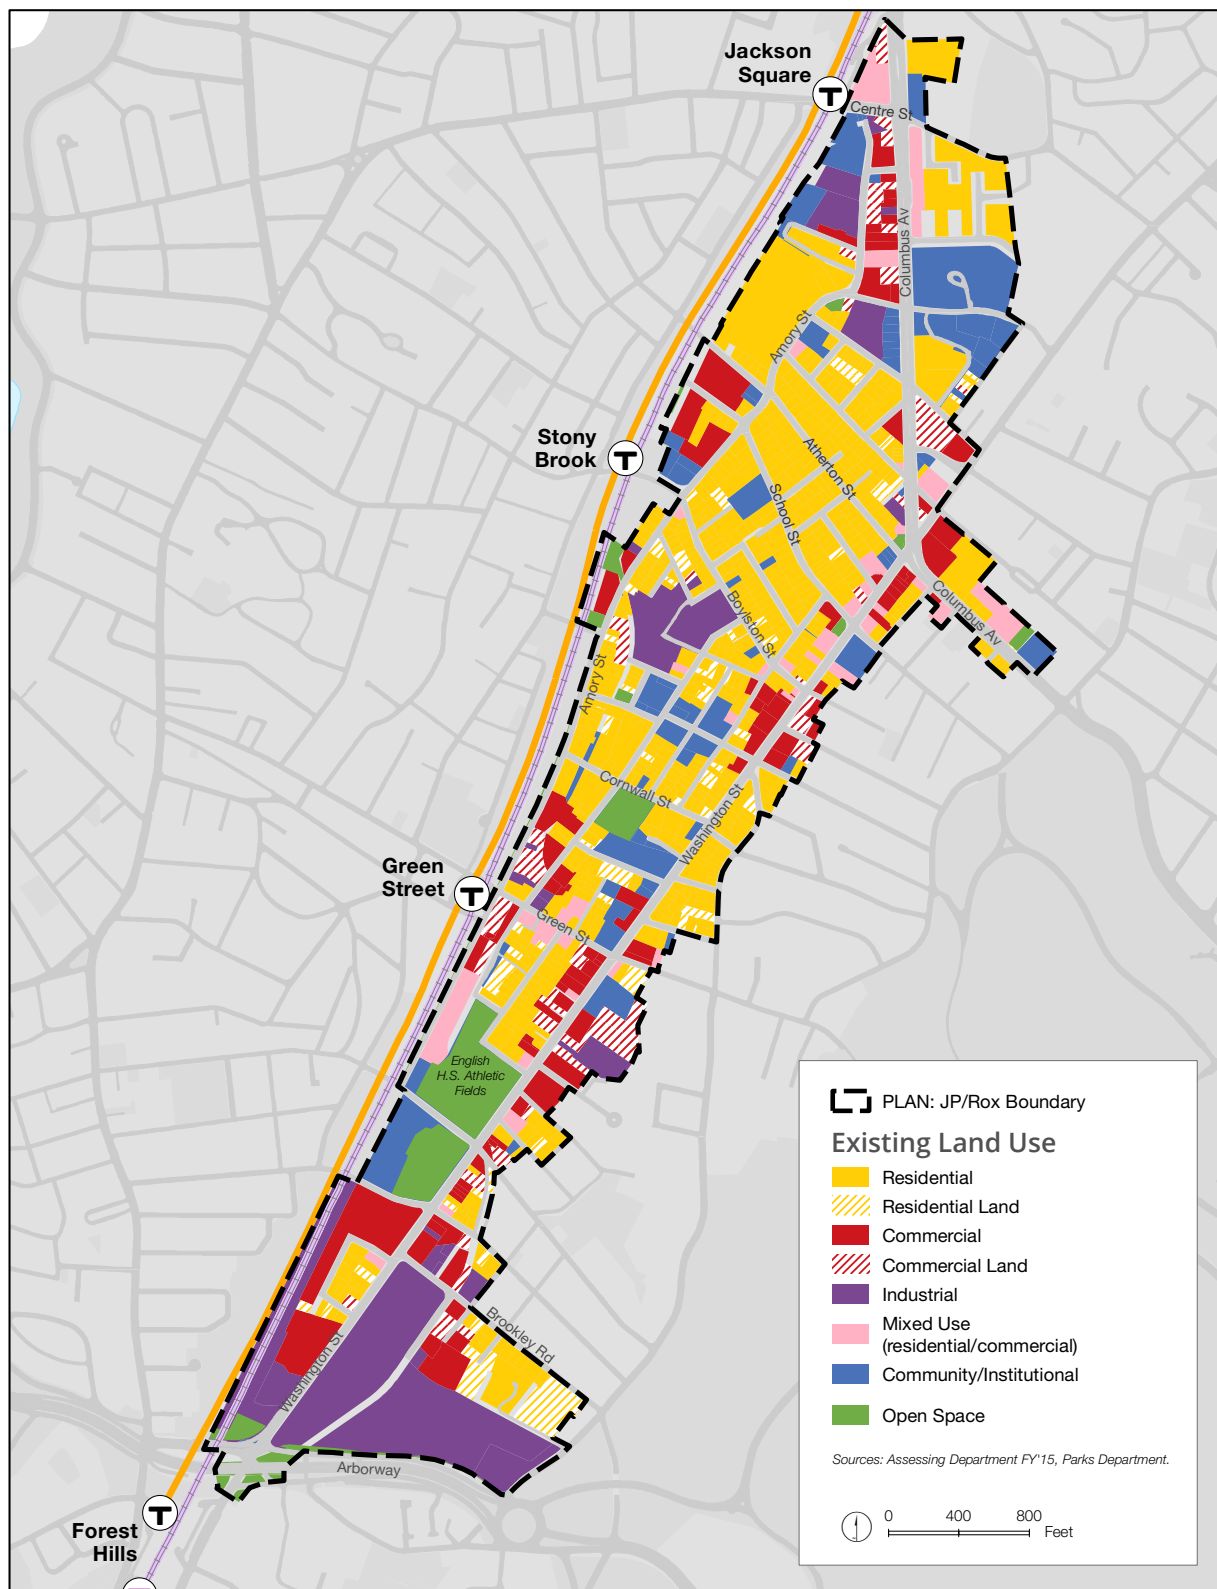 Jackson
Square
T
Centre St
Columbus Av
Amory St
Stony
Brook
T
Atherton St
School St
Boylston St
Columbus Av
Amory St
Cornwall St
Washington St
Green
Street
T
Green St
English
H.S. Athletic
Fields
Brookley Rd
Washington St
Arborway
T
Forest
Hills
PLAN: JP/Rox Boundary
Existing Land Use
Residential
Residential Land
Commercial
Commercial Land
Industrial
Mixed Use
(residential/commercial)
Community/Institutional
Open Space
Sources: Assessing Department FY'15, Parks Department.
0 400 800
Feet